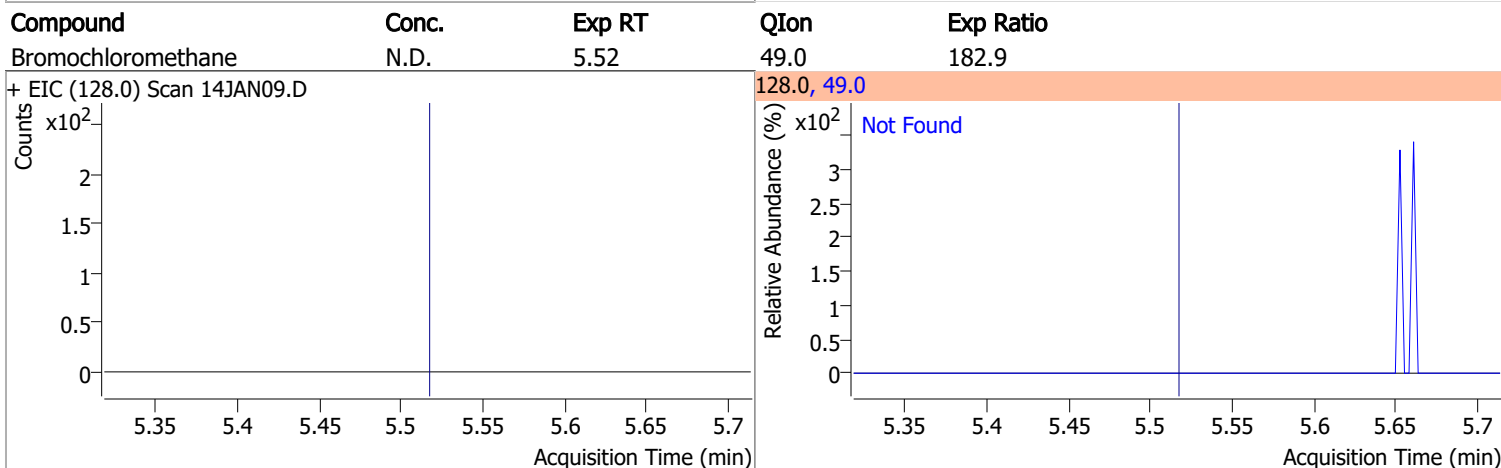 Compound Conc. Exp RT QIon Exp Ratio
Bromochloromethane N.D. 5.52 49.0 182.9
+ EIC (128.0) Scan 14JAN09.D
Counts
x10²
2
1.5
1
0.5
0
5.35 5.4 5.45 5.5 5.55 5.6 5.65 5.7
Acquisition Time (min)
128.0, 49.0
Relative Abundance (%)
x10²
Not Found
3
2.5
2
1.5
1
0.5
0
5.35 5.4 5.45 5.5 5.55 5.6 5.65 5.7
Acquisition Time (min)